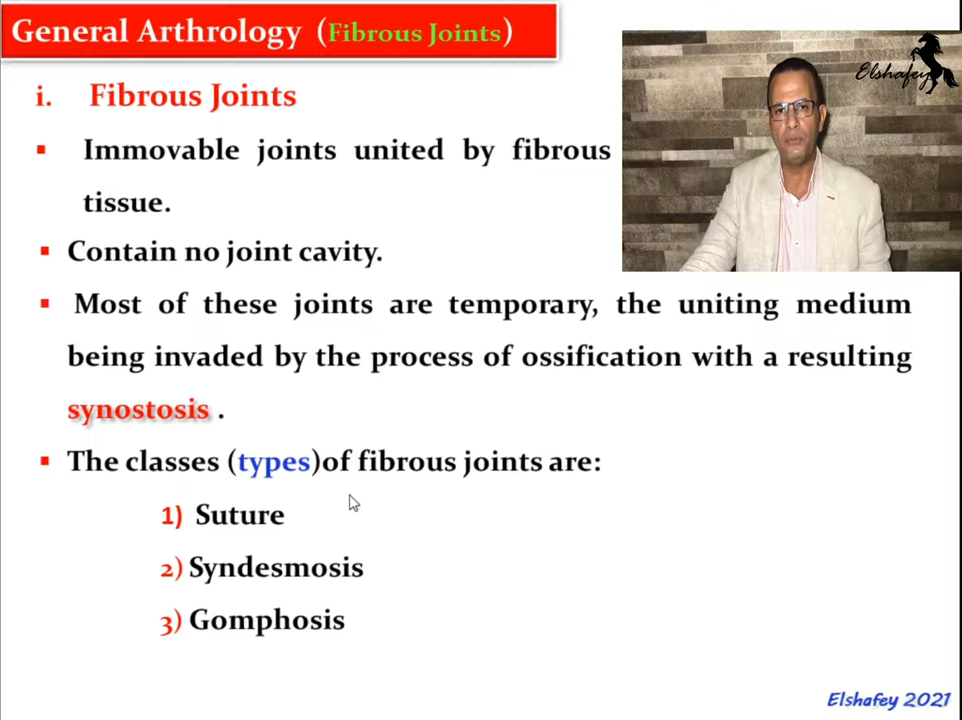 General Arthrology (Fibrous Joints)
Elshafey
i. Fibrous Joints
▪ Immovable joints united by fibrous
tissue.
▪ Contain no joint cavity.
▪ Most of these joints are temporary, the uniting medium
being invaded by the process of ossification with a resulting
synostosis .
▪ The classes (types)of fibrous joints are:
1) Suture
2) Syndesmosis
3) Gomphosis
Elshafey 2021